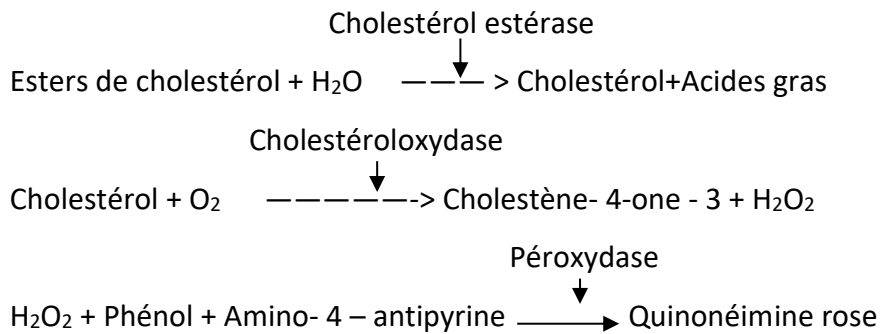 Cholestérol estérase
Esters de cholestérol + H₂O — — — > Cholestérol+Acides gras
Cholestéroloxydase
Cholestérol + O₂ — — — — —-> Cholestène- 4-one - 3 + H₂O₂
Péroxydase
H₂O₂ + Phénol + Amino- 4 – antipyrine ⟶ Quinonéimine rose